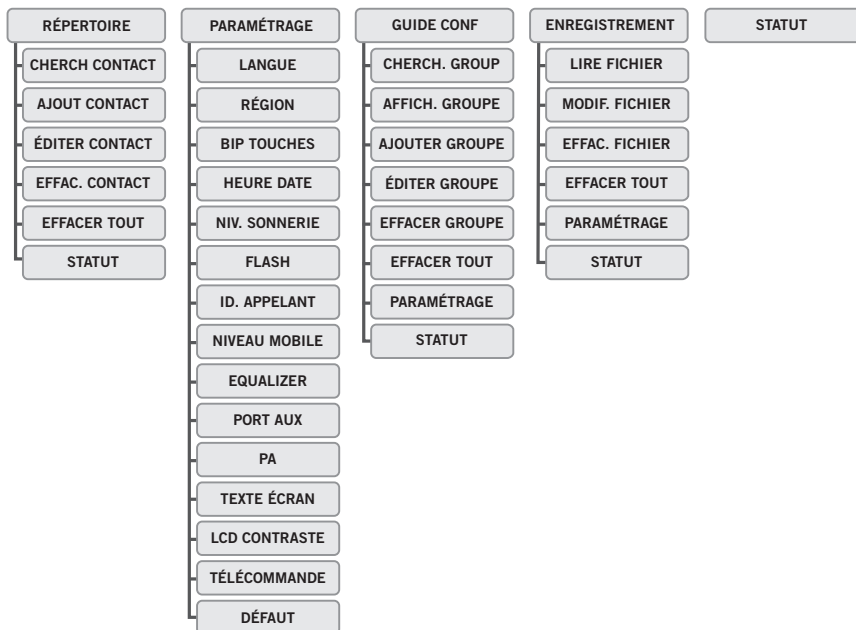 RÉPERTOIRE
CHERCH CONTACT
AJOUT CONTACT
ÉDITER CONTACT
EFFAC. CONTACT
EFFACER TOUT
STATUT
PARAMÉTRAGE
LANGUE
RÉGION
BIP TOUCHES
HEURE DATE
NIV. SONNERIE
FLASH
ID. APPELANT
NIVEAU MOBILE
EQUALIZER
PORT AUX
PA
TEXTE ÉCRAN
LCD CONTRASTE
TÉLÉCOMMANDE
DÉFAUT
GUIDE CONF
CHERCH. GROUP
AFFICH. GROUPE
AJOUTER GROUPE
ÉDITER GROUPE
EFFACER GROUPE
EFFACER TOUT
PARAMÉTRAGE
STATUT
ENREGISTREMENT
LIRE FICHIER
MODIF. FICHIER
EFFAC. FICHIER
EFFACER TOUT
PARAMÉTRAGE
STATUT
STATUT